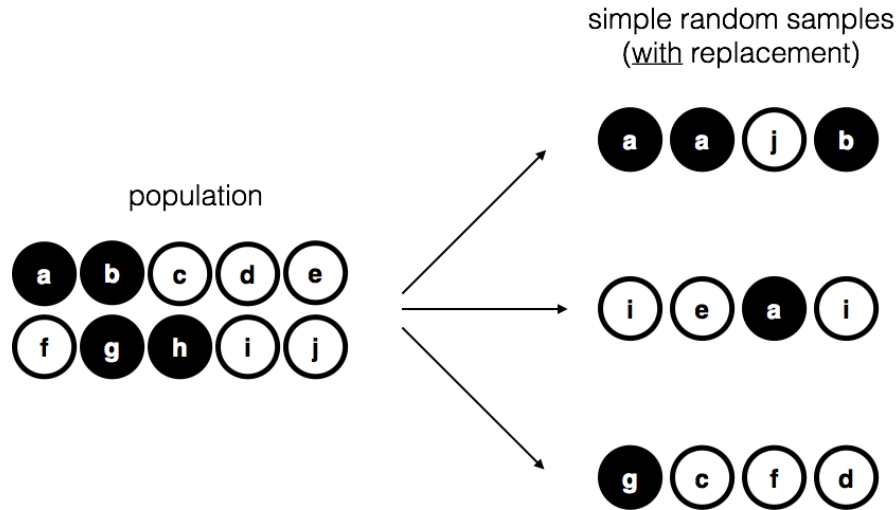 simple random samples
(with replacement)
a a j b
population
a b c d e
f g h i j
i e a i
g c f d